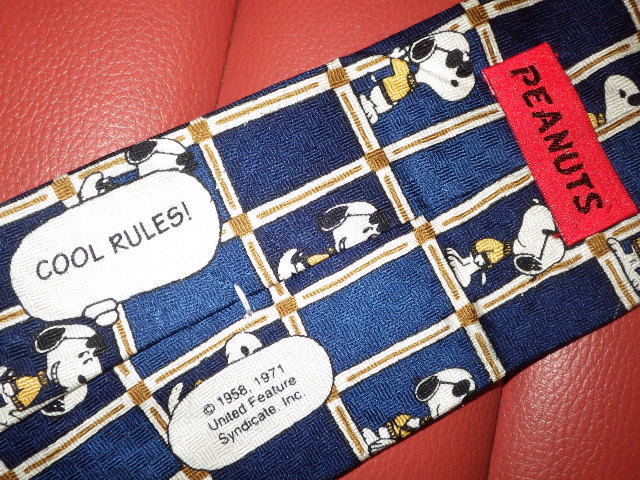 PEANUTS
COOL RULES!
© 1958, 1971
United Feature
Syndicate, Inc.